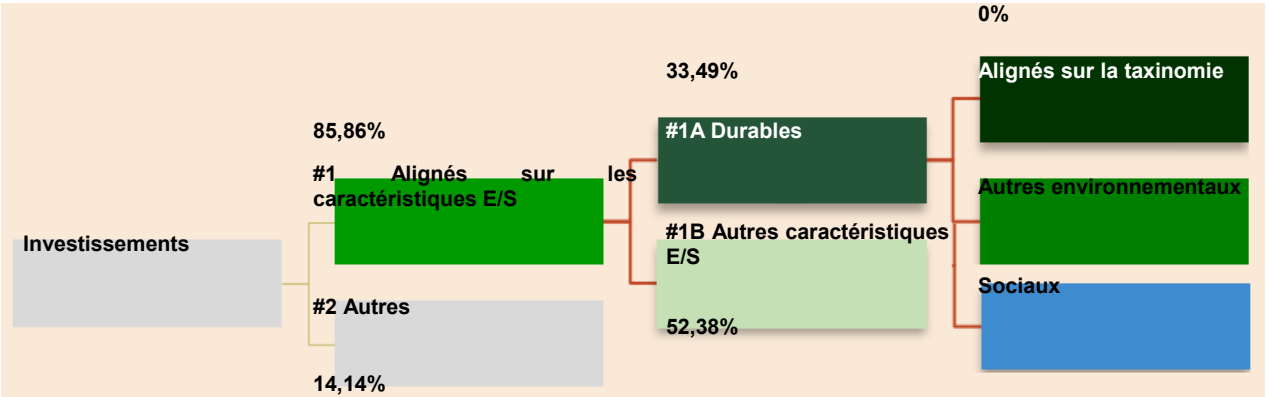 Investissements
85,86%
#1 Alignés sur les
caractéristiques E/S
#2 Autres
14,14%
33,49%
#1A Durables
#1B Autres caractéristiques
E/S
52,38%
0%
Alignés sur la taxinomie
Autres environnementaux
Sociaux